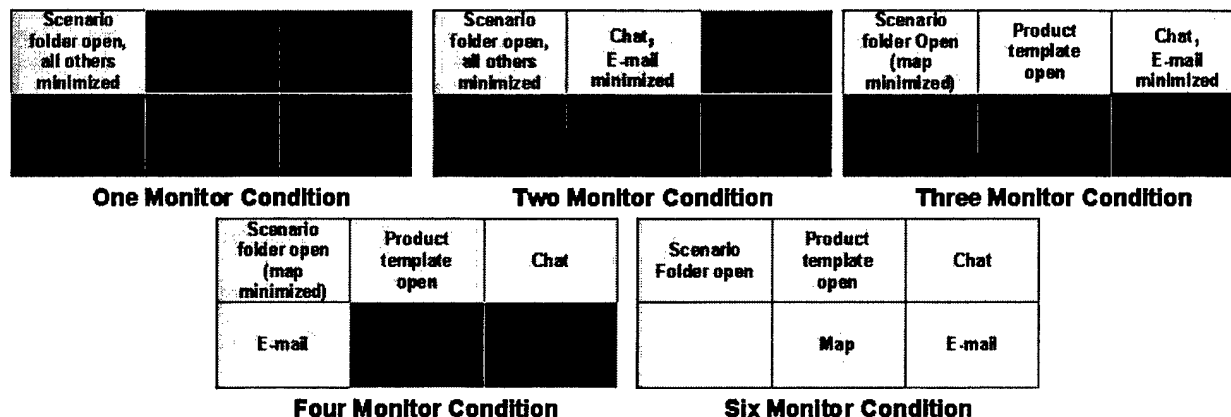 Scenario
folder open,
all others
minimized
One Monitor Condition
Scenario
folder open,
all others
minimized
Chat,
E-mail
minimized
Two Monitor Condition
Scenario
folder Open
(map
minimized)
Product
template
open
Chat,
E-mail
minimized
Three Monitor Condition
Scenario
folder open
(map
minimized)
Product
template
open
Chat
E-mail
Four Monitor Condition
Scenario
Folder open
Product
template
open
Chat
Map
E-mail
Six Monitor Condition